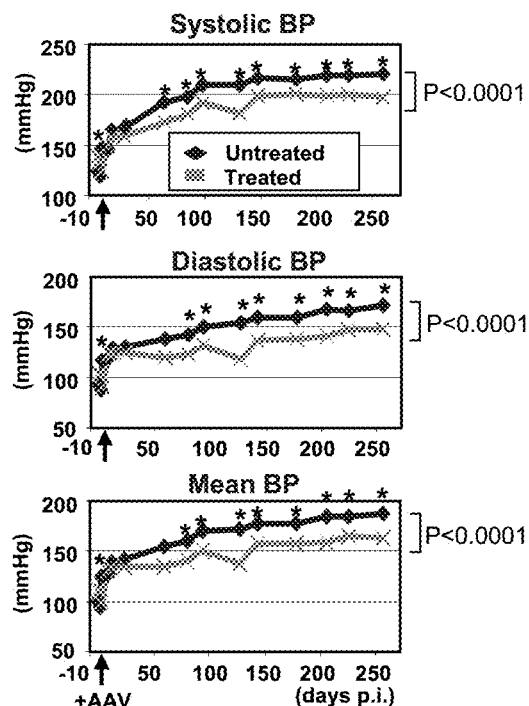 Systolic BP
250
200
150
100
(mmHg)
* * * * * * * * * *
P<0.0001
Untreated
Treated
-10 50 100 150 200 250
Diastolic BP
200
150
100
50
(mmHg)
* * * * * * * * *
P<0.0001
-10 50 100 150 200 250
Mean BP
200
150
100
50
(mmHg)
* * * * * * * * *
P<0.0001
-10 50 100 150 200 250
+AAV (days p.i.)